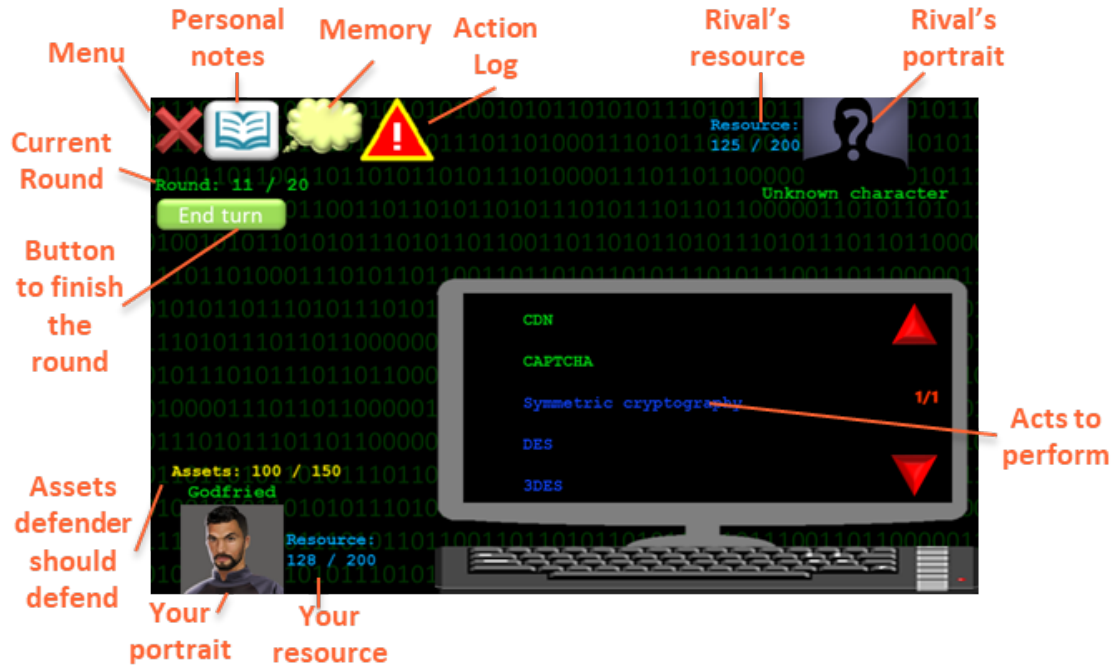 Menu
Personal
notes
Memory
Action
Log
Rival's
resource
Rival's
portrait
Current
Round
Resource:
125 / 200
Unknown character
Round: 11 / 20
End turn
Button
to finish
the
round
CDN
CAPTCHA
Symmetric cryptography
DES
3DES
1/1
Acts to
perform
Assets: 100 / 150
Godfried
Resource:
128 / 200
Assets
defender
should
defend
Your
portrait
Your
resource